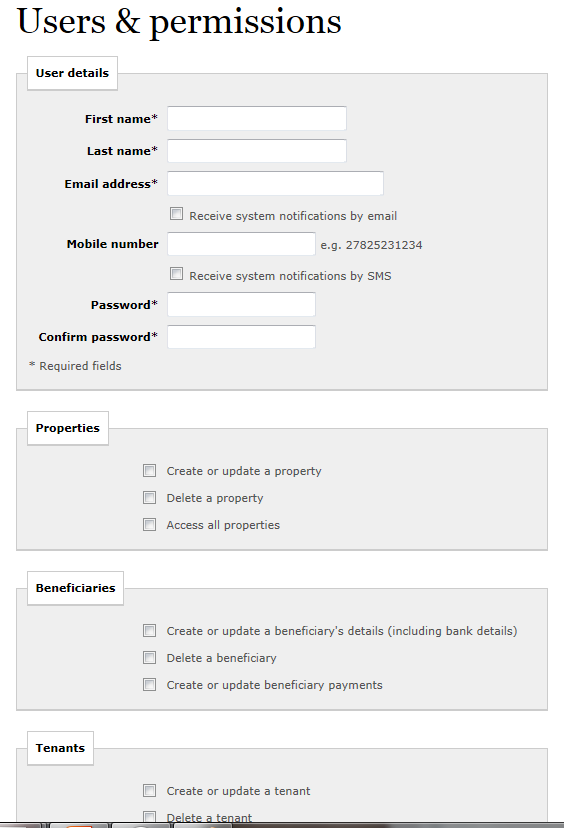 Users & permissions
User details
First name*
Last name*
Email address*
Receive system notifications by email
Mobile number e.g. 27825231234
Receive system notifications by SMS
Password*
Confirm password*
* Required fields
Properties
Create or update a property
Delete a property
Access all properties
Beneficiaries
Create or update a beneficiary's details (including bank details)
Delete a beneficiary
Create or update beneficiary payments
Tenants
Create or update a tenant
Delete a tenant